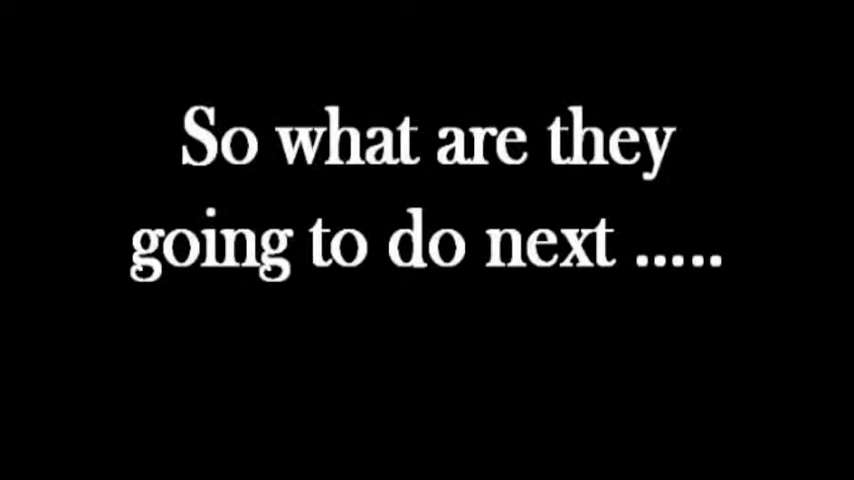 So what are they
going to do next .....